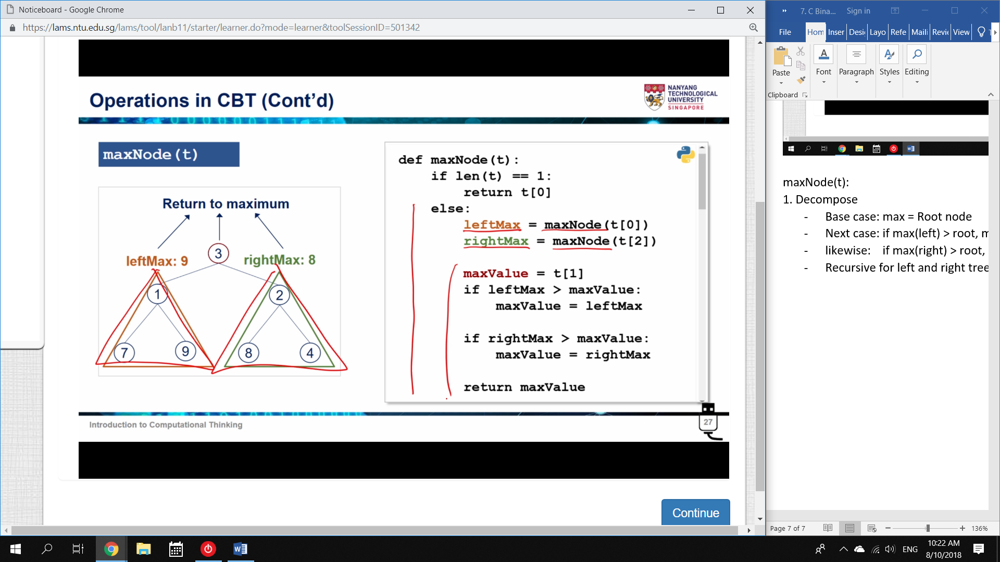 Noticeboard - Google Chrome
https://lams.ntu.edu.sg/lams/tool/lanb11/starter/learner.do?mode=learner&toolSessionID=501342
Operations in CBT (Cont’d)
NANYANG
TECHNOLOGICAL
UNIVERSITY
SINGAPORE
maxNode(t)
Return to maximum
3
leftMax: 9
rightMax: 8
1
2
7
9
8
4
def maxNode(t):
if len(t) == 1:
return t[0]
else:
leftMax = maxNode(t[0])
rightMax = maxNode(t[2])
maxValue = t[1]
if leftMax > maxValue:
maxValue = leftMax
if rightMax > maxValue:
maxValue = rightMax
return maxValue
Introduction to Computational Thinking
27
Continue
7. C Bina...
Sign in
File
Hom
Inser
Desi
Layo
Refe
Maili
Revie
View
Paste
Font
Paragraph
Styles
Editing
Clipboard
maxNode(t):
1. Decompose
- Base case: max = Root node
- Next case: if max(left) > root, m
- likewise: if max(right) > root,
- Recursive for left and right tree
Page 7 of 7
136%
ENG
10:22 AM
8/10/2018